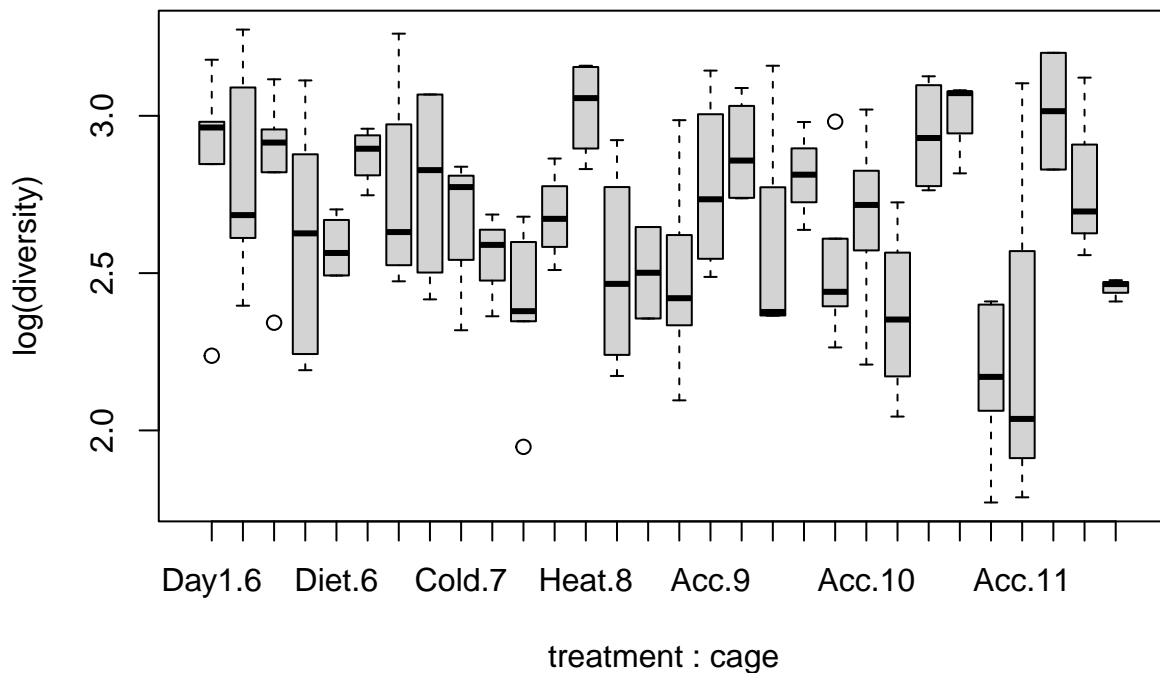 log(diversity)
3.0
2.5
2.0
Day1.6 Diet.6 Cold.7 Heat.8 Acc.9 Acc.10 Acc.11
treatment : cage